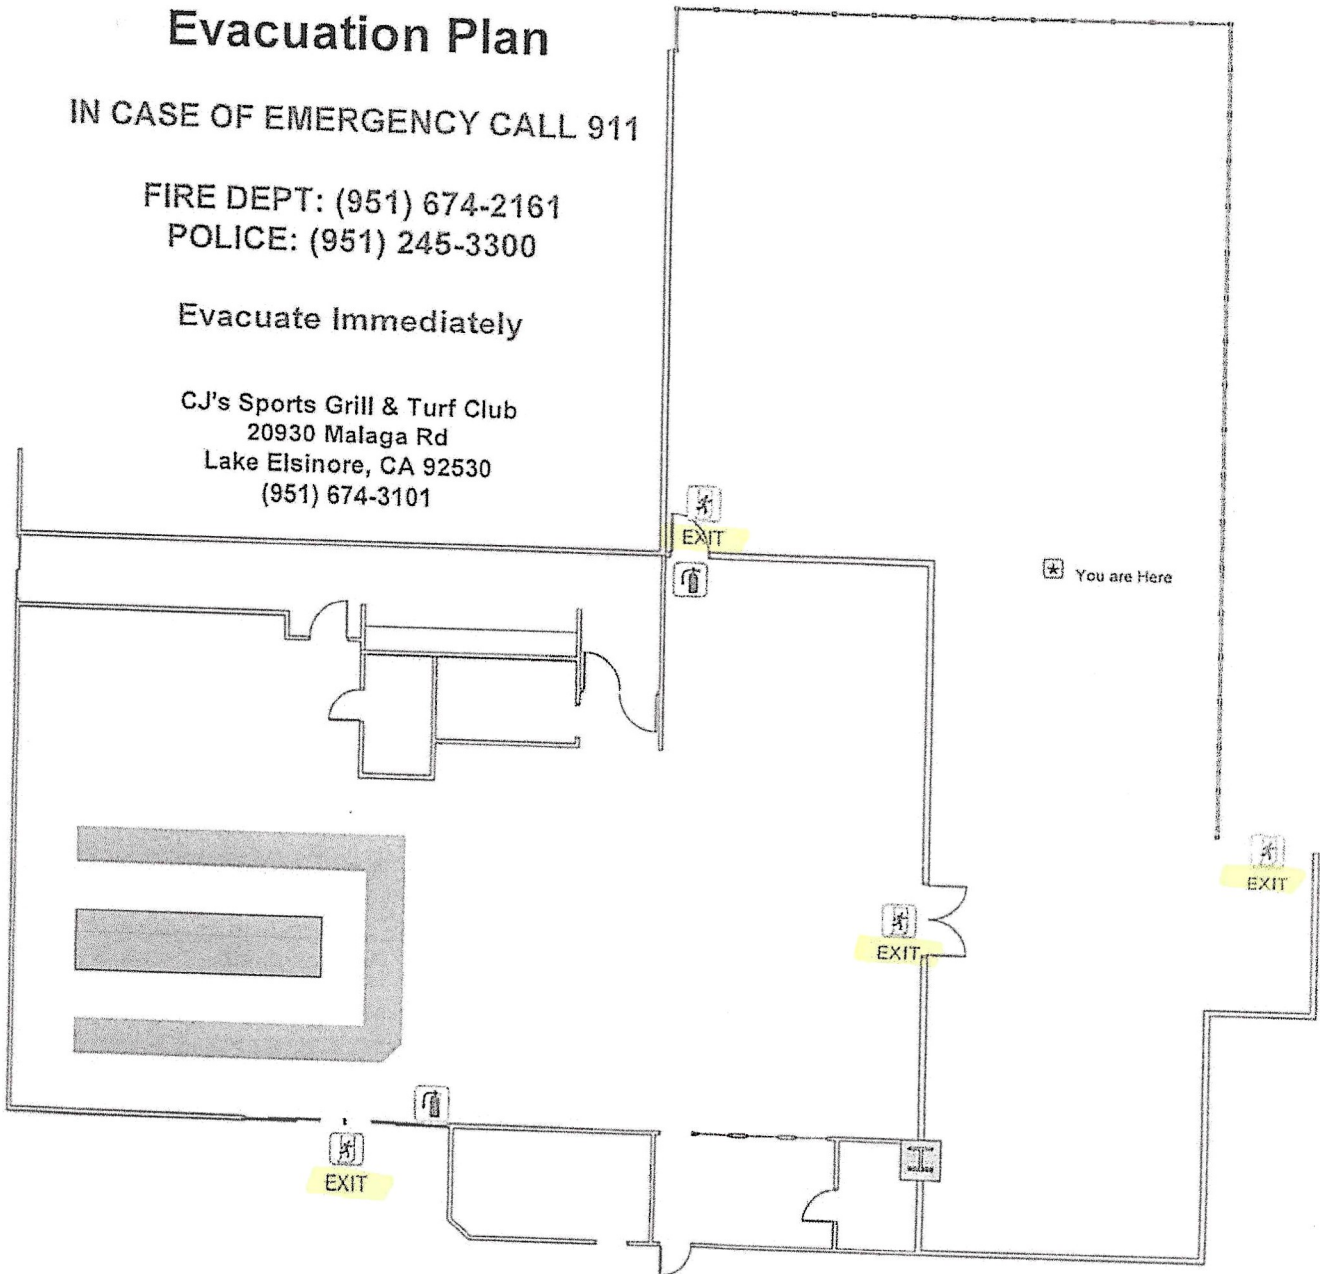 Evacuation Plan
IN CASE OF EMERGENCY CALL 911
FIRE DEPT: (951) 674-2161
POLICE: (951) 245-3300
Evacuate Immediately
CJ's Sports Grill & Turf Club
20930 Malaga Rd
Lake Elsinore, CA 92530
(951) 674-3101
EXIT
You are Here
EXIT
EXIT
EXIT